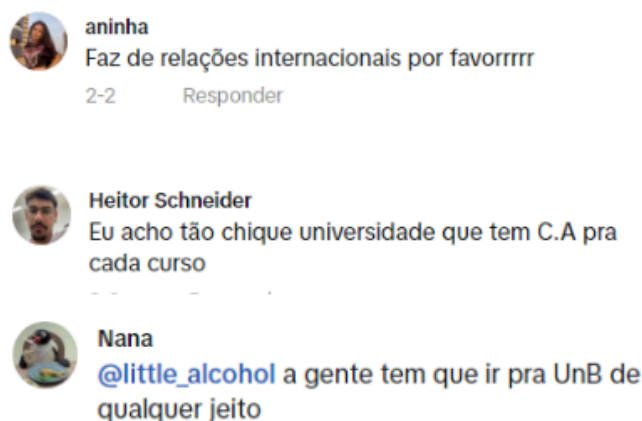 aninha
Faz de relações internacionais por favorrrrr
2-2 Responder
Heitor Schneider
Eu acho tão chique universidade que tem C.A pra
cada curso
Nana
@little_alcohol a gente tem que ir pra UnB de
qualquer jeito